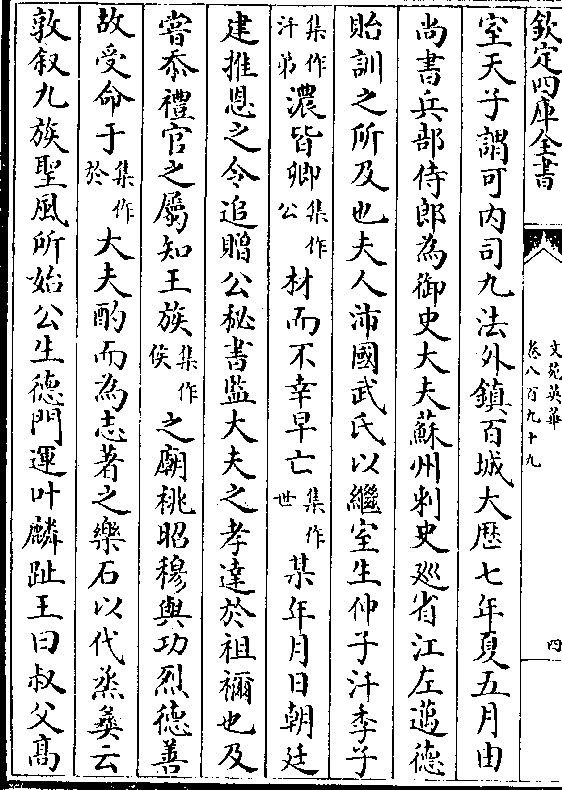 欽定四庫全書
文苑英華
卷八百九十九
四
室天子謂可内司九法外鎮百城大厯七年夏五月由
尚書兵部侍郎為御史大夫蘇州刺史廵省江左邁德
貽訓之所及也夫人沛國武氏以繼室生仲子汧季子
集作汧弟濃皆卿集作公材而不幸早亡集作世某年月日朝廷
建推恩之令追贈公秘書監大夫之孝達於祖禰也及
嘗忝禮官之屬知王族集作侯之廟祧昭穆與功烈德善
故受命于集作於大夫酌而為志著之樂石以代烝彝云
敦叙九族聖風所始公生德門運叶麟趾王曰叔父髙